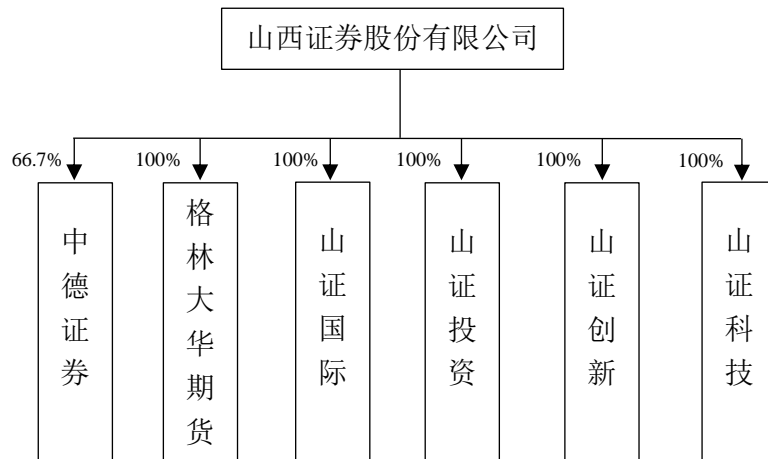 山西证券股份有限公司
66.7%
100%
100%
100%
100%
100%
中德证券
格林大华期货
山证国际
山证投资
山证创新
山证科技